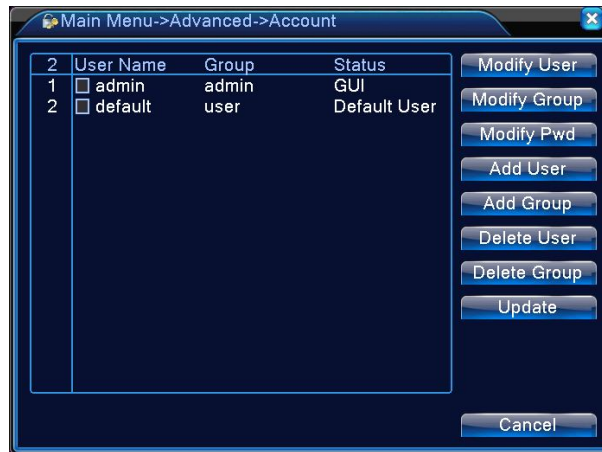 Main Menu->Advanced->Account
2 User Name Group Status
1 admin admin GUI
2 default user Default User
Modify User
Modify Group
Modify Pwd
Add User
Add Group
Delete User
Delete Group
Update
Cancel